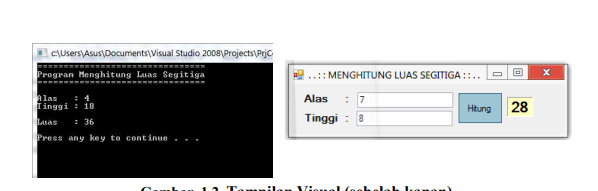 c:\Users\Asus\Documents\Visual Studio 2008\Projects\PrjC
==============================
Program Menghitung Luas Segitiga
==============================
Alas : 4
Tinggi : 18
Luas : 36
Press any key to continue . . .
..:: MENGHITUNG LUAS SEGITIGA ::..
Alas : 7
Tinggi : 8
Hitung
28
Gambar 1.2 Tampilan Visual (sebelah kanan)